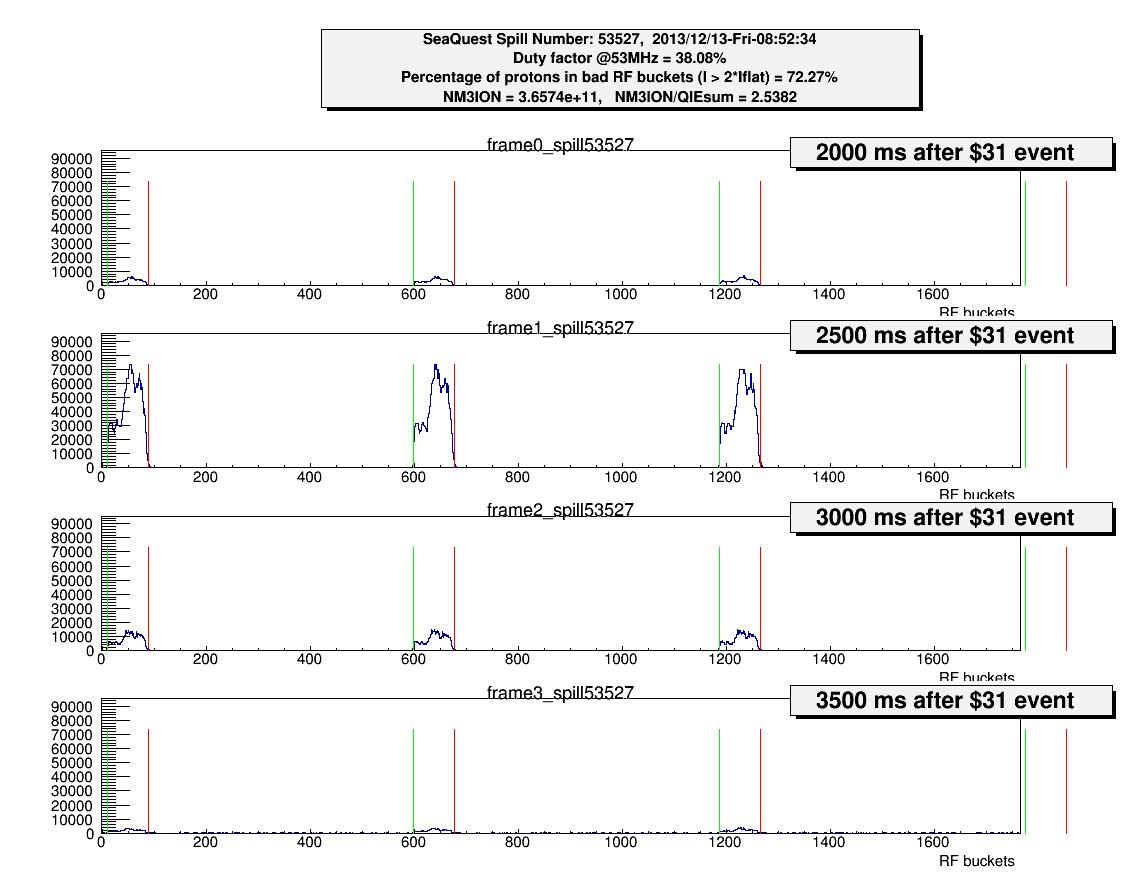 SeaQuest Spill Number: 53527, 2013/12/13-Fri-08:52:34
Duty factor @53MHz = 38.08%
Percentage of protons in bad RF buckets (I > 2*Iflat) = 72.27%
NM3ION = 3.6574e+11, NM3ION/QIEsum = 2.5382
frame0_spill53527
2000 ms after $31 event
90000
80000
70000
60000
50000
40000
30000
20000
10000
0
0 200 400 600 800 1000 1200 1400 1600
RF buckets
frame1_spill53527
2500 ms after $31 event
90000
80000
70000
60000
50000
40000
30000
20000
10000
0
0 200 400 600 800 1000 1200 1400 1600
RF buckets
frame2_spill53527
3000 ms after $31 event
90000
80000
70000
60000
50000
40000
30000
20000
10000
0
0 200 400 600 800 1000 1200 1400 1600
RF buckets
frame3_spill53527
3500 ms after $31 event
90000
80000
70000
60000
50000
40000
30000
20000
10000
0
0 200 400 600 800 1000 1200 1400 1600
RF buckets